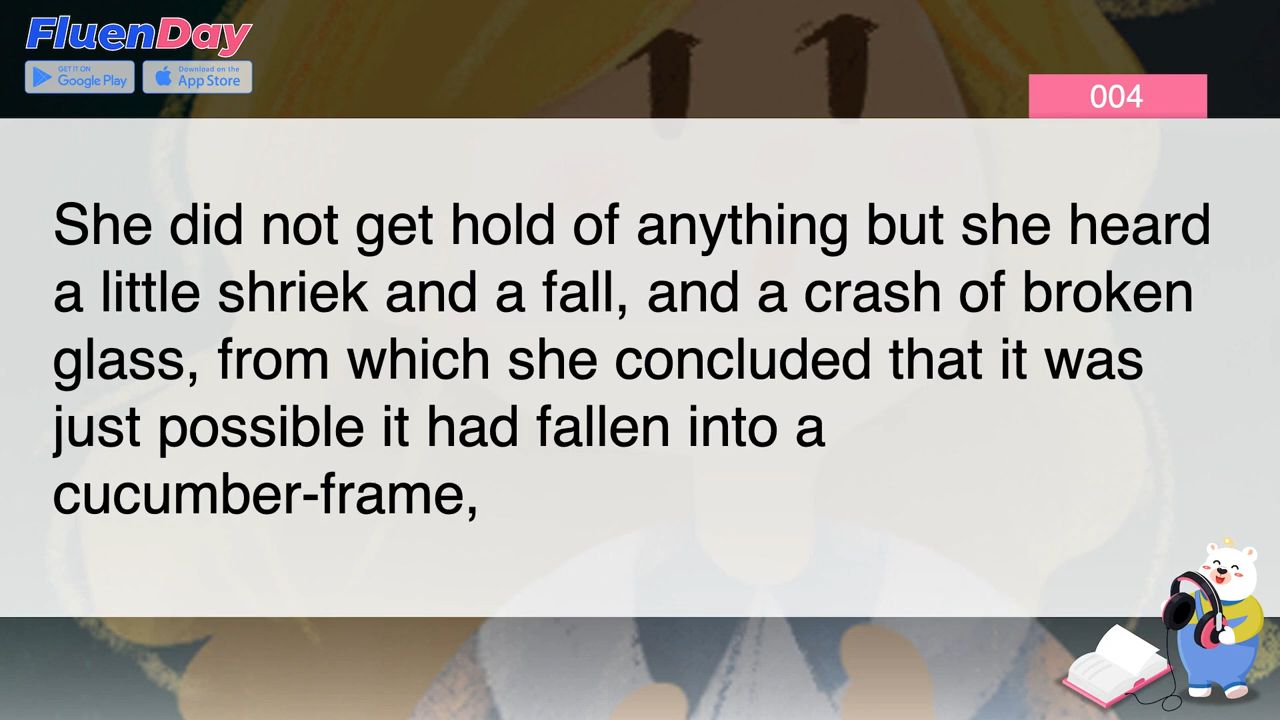 FluenDay
GET IT ON
Google Play
Download on the
App Store
004
She did not get hold of anything but she heard
a little shriek and a fall, and a crash of broken
glass, from which she concluded that it was
just possible it had fallen into a
cucumber-frame,